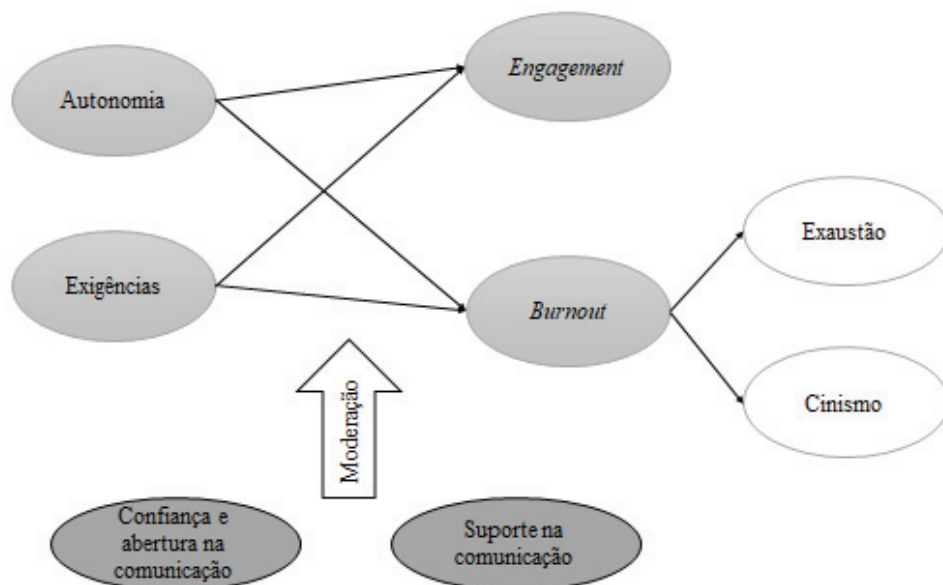 Autonomia
Engagement
Exigências
Burnout
Exaustão
Cinismo
Moderação
Confiança e
abertura na
comunicação
Suporte na
comunicação